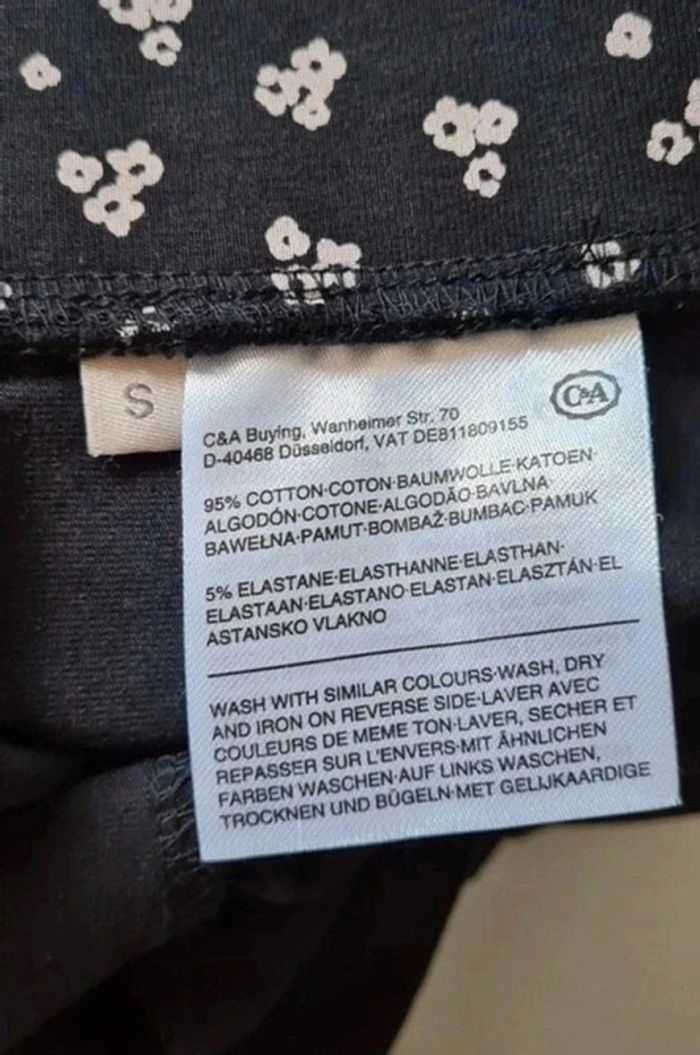 S
C&A
C&A Buying, Wanheimer Str. 70
D-40468 Düsseldorf, VAT DE811809155
95% COTTON·COTON·BAUMWOLLE·KATOEN·
ALGODÓN·COTONE·ALGODÃO·BAVLNA·
BAWEŁNA·PAMUT·BOMBAŽ·BUMBAC·PAMUK
5% ELASTANE·ELASTHANNE·ELASTHAN·
ELASTAAN·ELASTANO·ELASTAN·ELASZTÁN·EL
ASTANSKO VLAKNO
WASH WITH SIMILAR COLOURS·WASH, DRY
AND IRON ON REVERSE SIDE·LAVER AVEC
COULEURS DE MEME TON·LAVER, SECHER ET
REPASSER SUR L'ENVERS·MIT ÄHNLICHEN
FARBEN WASCHEN·AUF LINKS WASCHEN,
TROCKNEN UND BÜGELN·MET GELIJKAARDIGE